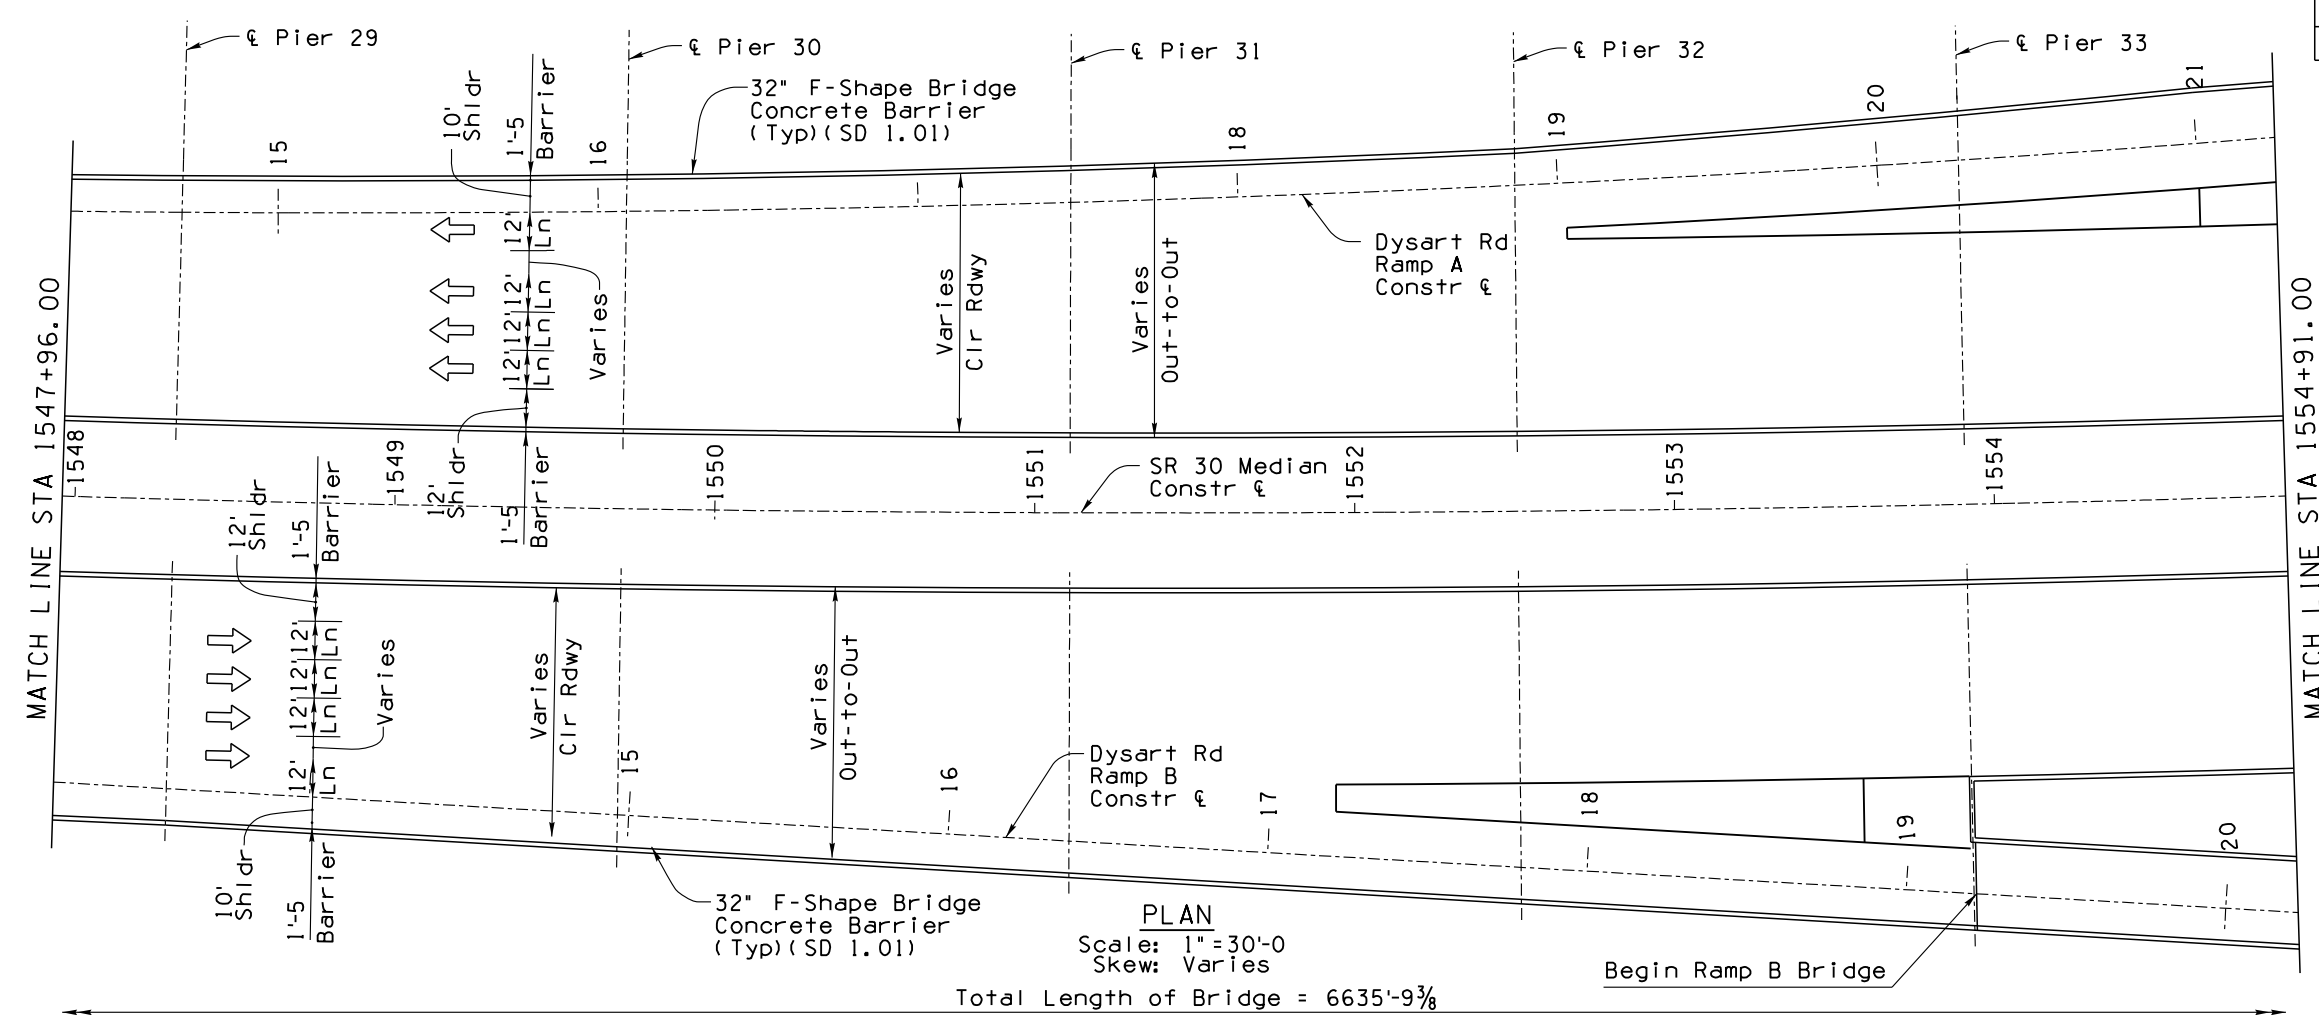 ℄ Pier 29
℄ Pier 30
℄ Pier 31
℄ Pier 32
℄ Pier 33
32" F-Shape Bridge
Concrete Barrier
(Typ)(SD 1.01)
10'
Shldr
1'-5
Barrier
15
16
18
19
20
21
12'
Ln
12'
Ln
12'
Ln
12'
Ln
Varies
Varies
Clr Rdwy
Varies
Out-to-Out
Dysart Rd
Ramp A
Constr ℄
MATCH LINE STA 1547+96.00
MATCH LINE STA 1554+91.00
1548
1549
1550
1551
1552
1553
1554
12'
Shldr
1'-5
Barrier
SR 30 Median
Constr ℄
12'
Shldr
1'-5
Barrier
12'
Ln
12'
Ln
12'
Ln
12'
Ln
Varies
Varies
Clr Rdwy
Varies
Out-to-Out
15
16
17
18
19
20
Dysart Rd
Ramp B
Constr ℄
10'
Shldr
1'-5
Barrier
32" F-Shape Bridge
Concrete Barrier
(Typ)(SD 1.01)
PLAN
Scale: 1"=30'-0
Skew: Varies
Begin Ramp B Bridge
Total Length of Bridge = 6635'-9⅜